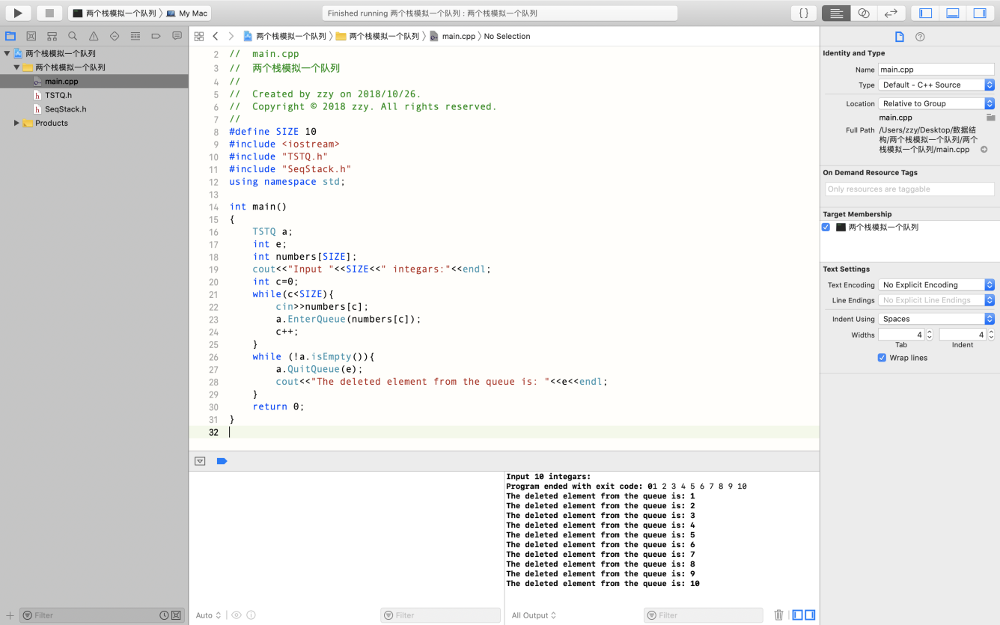 两个栈模拟一个队列 〉 My Mac
Finished running 两个栈模拟一个队列 : 两个栈模拟一个队列
{ }
两个栈模拟一个队列 〉 两个栈模拟一个队列 〉 main.cpp 〉 No Selection
两个栈模拟一个队列
两个栈模拟一个队列
main.cpp
TSTQ.h
SeqStack.h
Products
Filter
2 //  main.cpp
3 //  两个栈模拟一个队列
4 //
5 //  Created by zzy on 2018/10/26.
6 //  Copyright © 2018 zzy. All rights reserved.
7 //
8 #define SIZE 10
9 #include <iostream>
10 #include "TSTQ.h"
11 #include "SeqStack.h"
12 using namespace std;
13
14 int main()
15 {
16     TSTQ a;
17     int e;
18     int numbers[SIZE];
19     cout<<"Input "<<SIZE<<" integars:"<<endl;
20     int c=0;
21     while(c<SIZE){
22         cin>>numbers[c];
23         a.EnterQueue(numbers[c]);
24         c++;
25     }
26     while (!a.isEmpty()){
27         a.QuitQueue(e);
28         cout<<"The deleted element from the queue is: "<<e<<endl;
29     }
30     return 0;
31 }
32
Auto
Filter
Input 10 integars:
Program ended with exit code: 01 2 3 4 5 6 7 8 9 10
The deleted element from the queue is: 1
The deleted element from the queue is: 2
The deleted element from the queue is: 3
The deleted element from the queue is: 4
The deleted element from the queue is: 5
The deleted element from the queue is: 6
The deleted element from the queue is: 7
The deleted element from the queue is: 8
The deleted element from the queue is: 9
The deleted element from the queue is: 10
All Output
Filter
Identity and Type
Name main.cpp
Type Default - C++ Source
Location Relative to Group
main.cpp
Full Path /Users/zzy/Desktop/数据结
构/两个栈模拟一个队列/两个
栈模拟一个队列/main.cpp
On Demand Resource Tags
Only resources are taggable
Target Membership
两个栈模拟一个队列
Text Settings
Text Encoding No Explicit Encoding
Line Endings No Explicit Line Endings
Indent Using Spaces
Widths 4 4
Tab Indent
Wrap lines